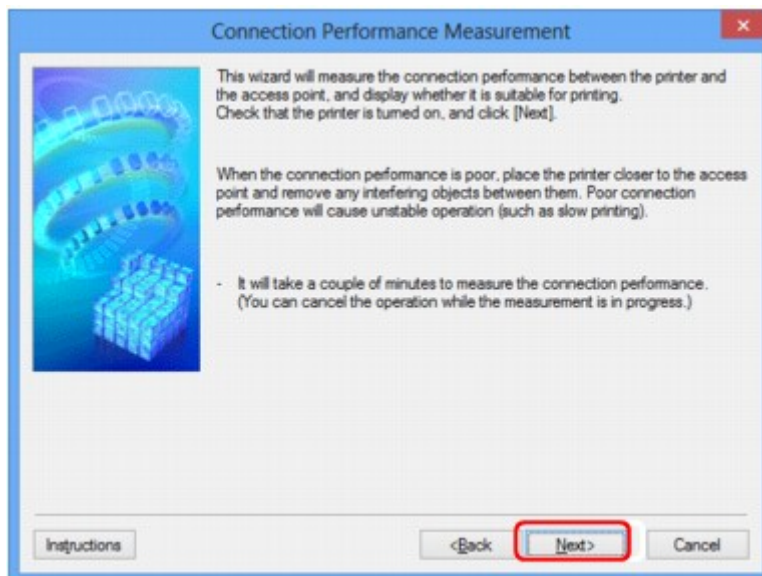 Connection Performance Measurement
This wizard will measure the connection performance between the printer and
the access point, and display whether it is suitable for printing.
Check that the printer is turned on, and click [Next].
When the connection performance is poor, place the printer closer to the access
point and remove any interfering objects between them. Poor connection
performance will cause unstable operation (such as slow printing).
- It will take a couple of minutes to measure the connection performance.
(You can cancel the operation while the measurement is in progress.)
Instructions <Back Next> Cancel